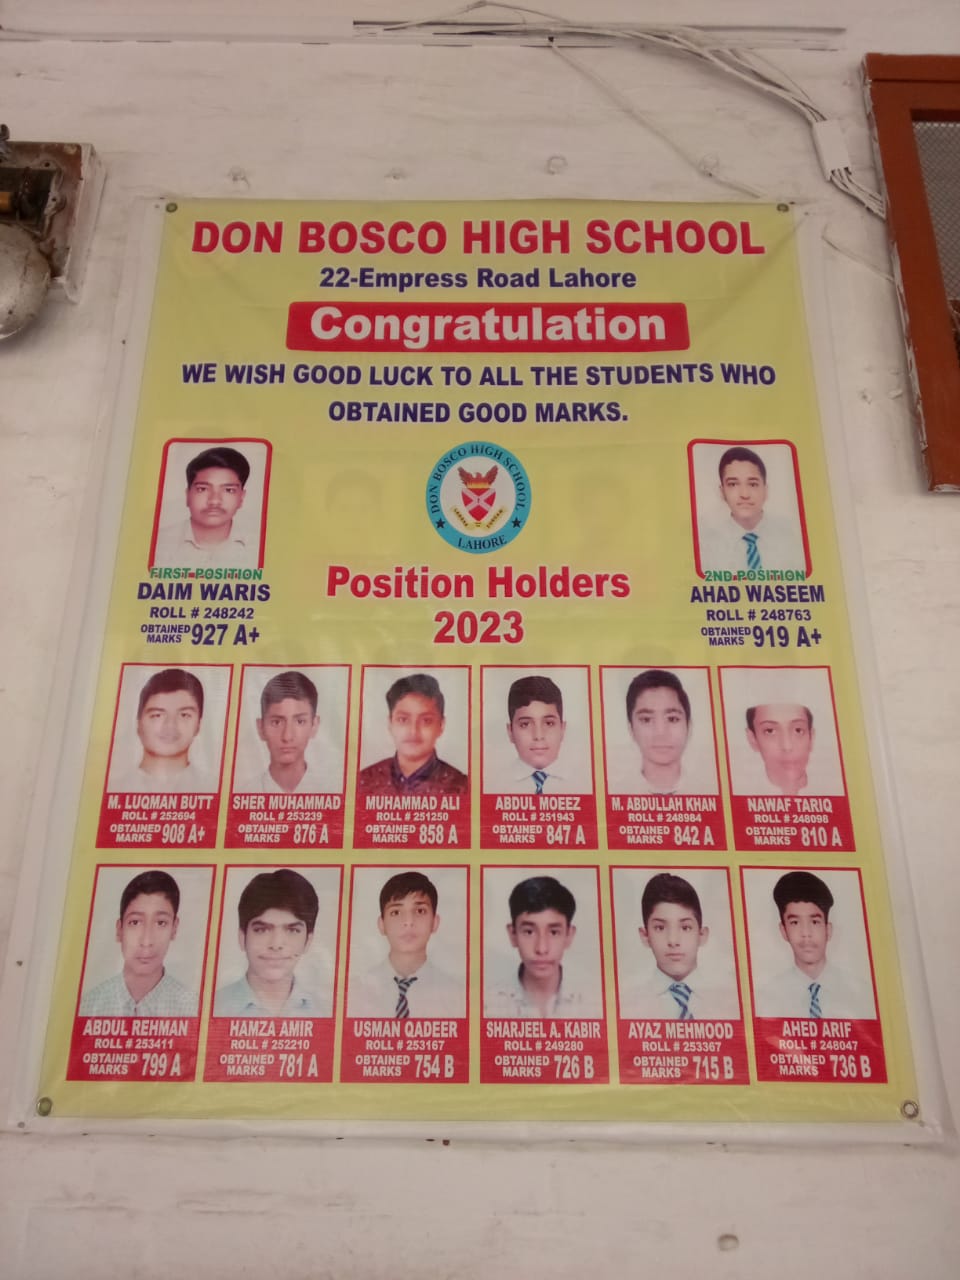 DON BOSCO HIGH SCHOOL
22-Empress Road Lahore
Congratulation
WE WISH GOOD LUCK TO ALL THE STUDENTS WHO
OBTAINED GOOD MARKS.
DON BOSCO HIGH SCHOOL
LAHORE
FIRST POSITION
DAIM WARIS
ROLL # 248242
OBTAINED MARKS 927 A+
Position Holders
2023
2ND POSITION
AHAD WASEEM
ROLL # 248763
OBTAINED MARKS 919 A+
M. LUQMAN BUTT
ROLL # 252694
OBTAINED MARKS 908 A+
SHER MUHAMMAD
ROLL # 253239
OBTAINED MARKS 876 A
MUHAMMAD ALI
ROLL # 251250
OBTAINED MARKS 858 A
ABDUL MOEEZ
ROLL # 251943
OBTAINED MARKS 847 A
M. ABDULLAH KHAN
ROLL # 248984
OBTAINED MARKS 842 A
NAWAF TARIQ
ROLL # 248098
OBTAINED MARKS 810 A
ABDUL REHMAN
ROLL # 253411
OBTAINED MARKS 799 A
HAMZA AMIR
ROLL # 252210
OBTAINED MARKS 781 A
USMAN QADEER
ROLL # 253167
OBTAINED MARKS 754 B
SHARJEEL A. KABIR
ROLL # 249280
OBTAINED MARKS 726 B
AYAZ MEHMOOD
ROLL # 253367
OBTAINED MARKS 715 B
AHED ARIF
ROLL # 248047
OBTAINED MARKS 736 B